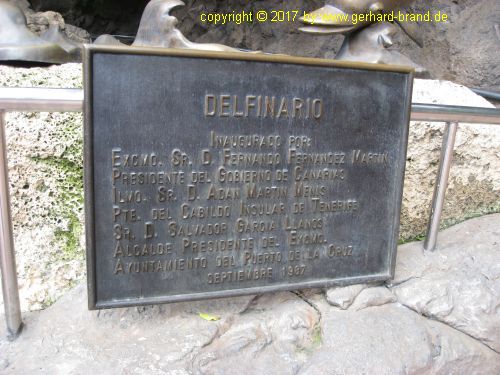 copyright © 2017 by www.gerhard-brand.de
DELFINARIO
INAUGURADO POR:
EXCMO. SR. D. FERNANDO FERNANDEZ MARTIN
PRESIDENTE DEL GOBIERNO DE CANARIAS
ILMO. SR. D. ADAN MARTIN MENIS
PTE. DEL CABILDO INSULAR DE TENERIFE
SR. D. SALVADOR GARCIA LLANOS
ALCALDE PRESIDENTE DEL EXCMO.
AYUNTAMIENTO DEL PUERTO DE LA CRUZ
SEPTIEMBRE 1987